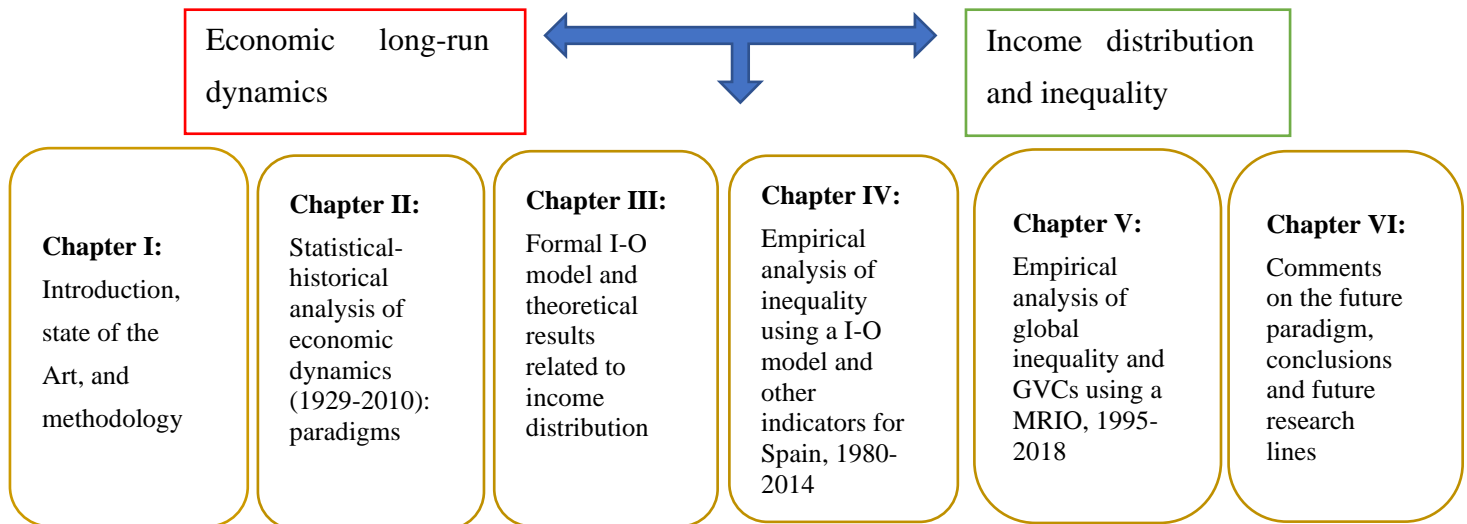 Economic long-run
dynamics
Income distribution
and inequality
Chapter I:
Introduction,
state of the
Art, and
methodology
Chapter II:
Statistical-
historical
analysis of
economic
dynamics
(1929-2010):
paradigms
Chapter III:
Formal I-O
model and
theoretical
results
related to
income
distribution
Chapter IV:
Empirical
analysis of
inequality
using a I-O
model and
other
indicators for
Spain, 1980-
2014
Chapter V:
Empirical
analysis of
global
inequality and
GVCs using a
MRIO, 1995-
2018
Chapter VI:
Comments
on the future
paradigm,
conclusions
and future
research
lines